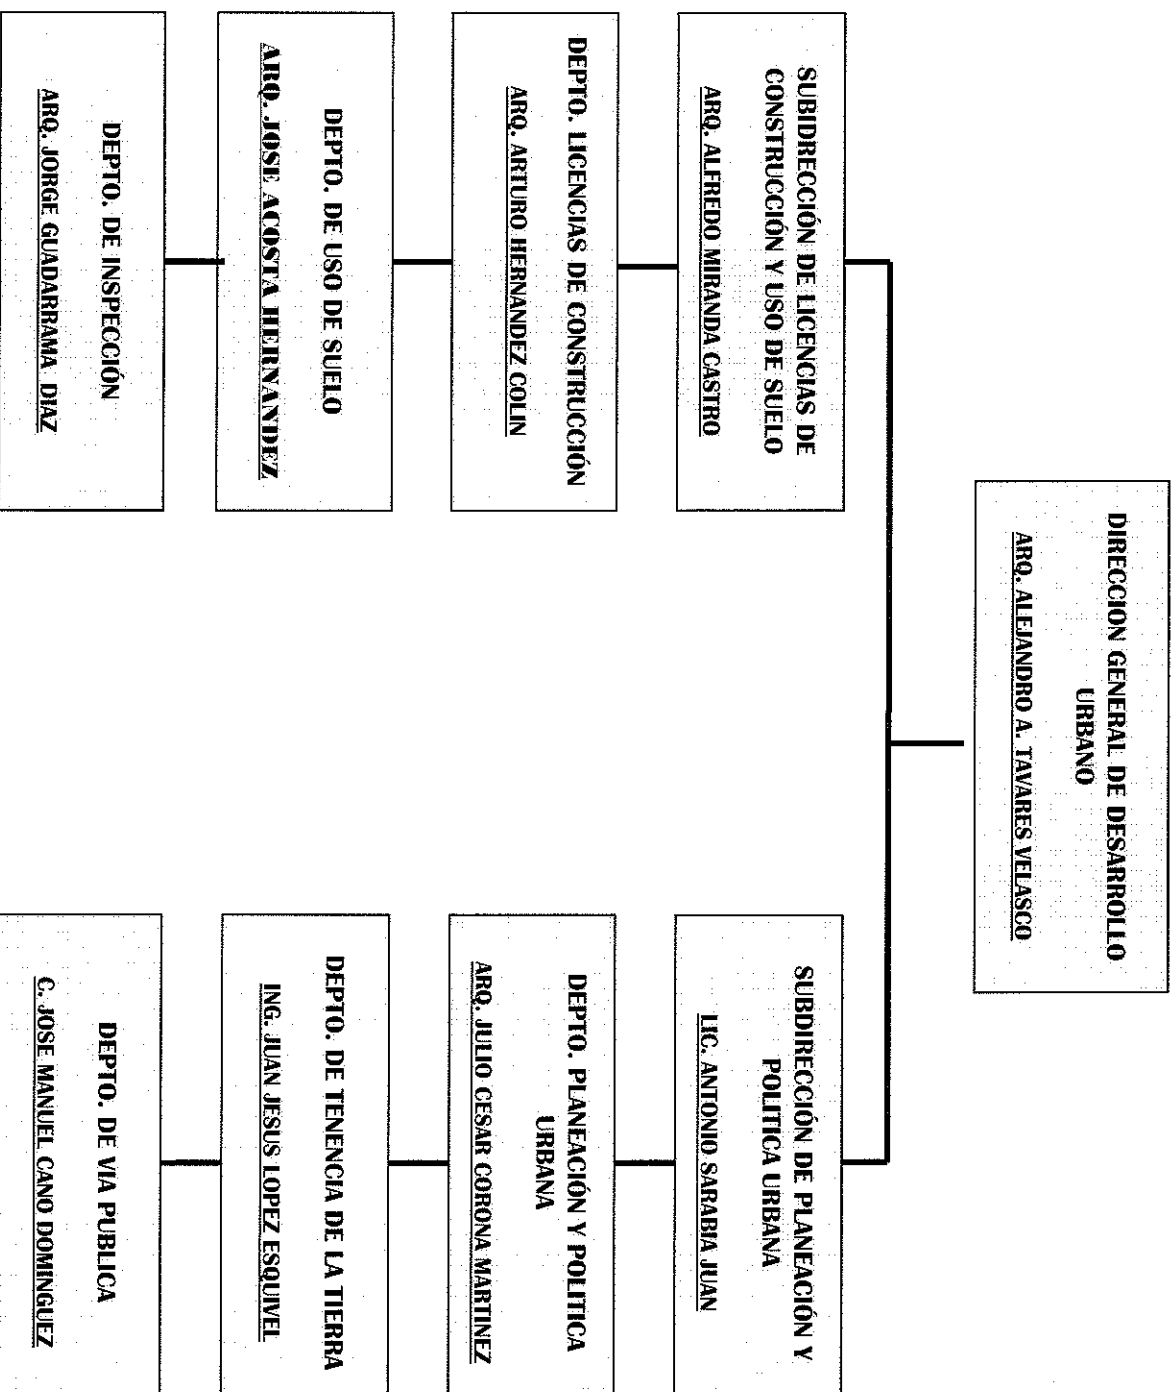 DIRECCION GENERAL DE DESARROLLO
URBANO
ARQ. ALEJANDRO A. TAVARES VELASCO
SUBIDRECCIÓN DE LICENCIAS DE
CONSTRUCCIÓN Y USO DE SUELO
ARQ. ALFREDO MIRANDA CASTRO
DEPTO. LICENCIAS DE CONSTRUCCIÓN
ARQ. ARTURO HERNANDEZ COLIN
DEPTO. DE USO DE SUELO
ARQ. JOSE ACOSTA HERNANDEZ
DEPTO. DE INSPECCIÓN
ARQ. JORGE GUADARRAMA DIAZ
SUBDIRECCIÓN DE PLANEACIÓN Y
POLITICA URBANA
LIC. ANTONIO SARABIA JUAN
DEPTO. PLANEACIÓN Y POLITICA
URBANA
ARQ. JULIO CESAR CORONA MARTINEZ
DEPTO. DE TENENCIA DE LA TIERRA
ING. JUAN JESUS LOPEZ ESQUIVEL
DEPTO. DE VIA PUBLICA
C. JOSE MANUEL CANO DOMINGUEZ